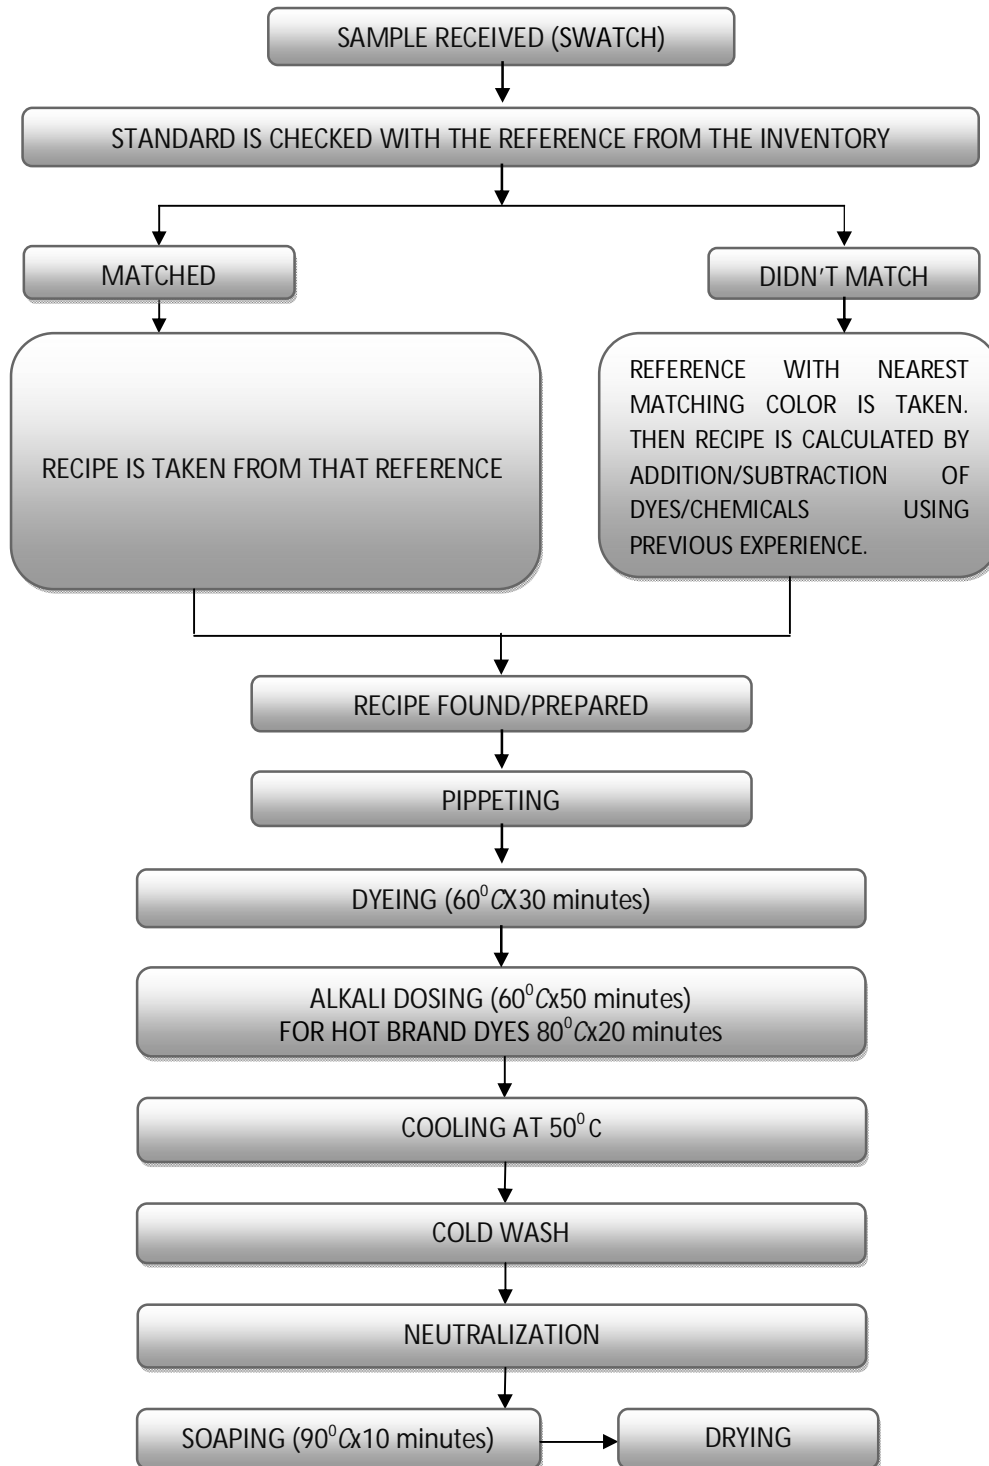 SAMPLE RECEIVED (SWATCH)
STANDARD IS CHECKED WITH THE REFERENCE FROM THE INVENTORY
MATCHED
DIDN'T MATCH
RECIPE IS TAKEN FROM THAT REFERENCE
REFERENCE WITH NEAREST
MATCHING COLOR IS TAKEN.
THEN RECIPE IS CALCULATED BY
ADDITION/SUBTRACTION OF
DYES/CHEMICALS USING
PREVIOUS EXPERIENCE.
RECIPE FOUND/PREPARED
PIPPETING
DYEING (60⁰CX30 minutes)
ALKALI DOSING (60⁰Cx50 minutes)
FOR HOT BRAND DYES 80⁰Cx20 minutes
COOLING AT 50⁰ C
COLD WASH
NEUTRALIZATION
SOAPING (90⁰Cx10 minutes)
DRYING